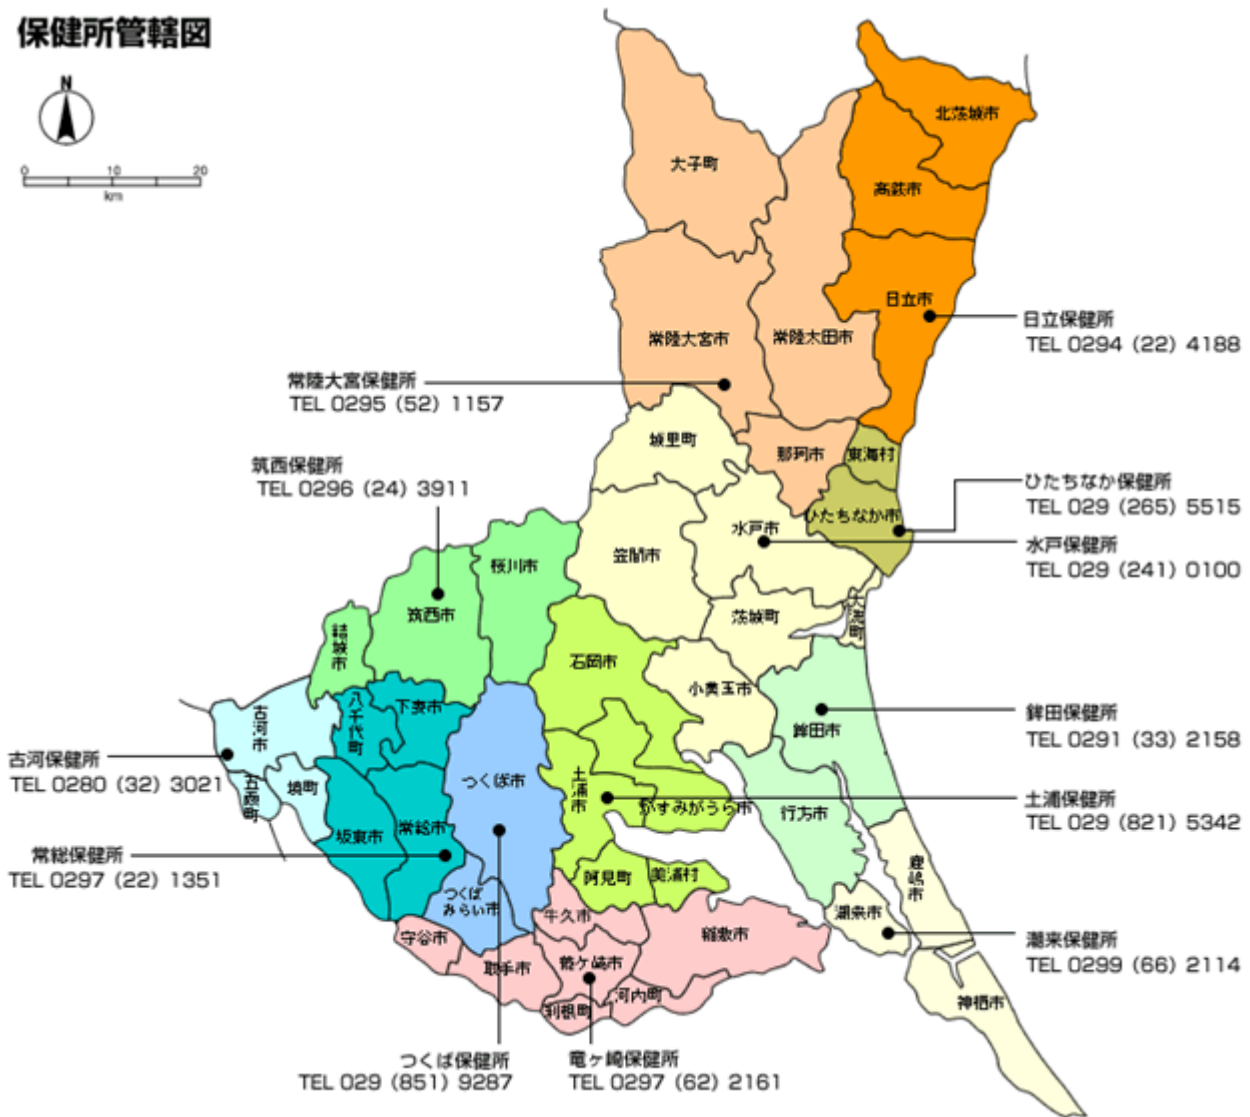 保健所管轄図
N
0 10 20
km
北茨城市
大子町
高萩市
日立市
常陸大宮市
常陸太田市
日立保健所
TEL 0294 (22) 4188
常陸大宮保健所
TEL 0295 (52) 1157
城里町
那珂市
東海村
筑西保健所
TEL 0296 (24) 3911
ひたちなか保健所
TEL 029 (265) 5515
ひたちなか市
水戸市
水戸保健所
TEL 029 (241) 0100
笠間市
桜川市
筑西市
茨城町
大洗町
結城市
石岡市
小美玉市
八千代町
下妻市
古河市
鉾田市
鉾田保健所
TEL 0291 (33) 2158
古河保健所
TEL 0280 (32) 3021
五霞町
境町
つくば市
土浦市
かすみがうら市
行方市
土浦保健所
TEL 029 (821) 5342
坂東市
常総市
常総保健所
TEL 0297 (22) 1351
阿見町
美浦村
鹿嶋市
つくば
みらい市
牛久市
稲敷市
潮来市
潮来保健所
TEL 0299 (66) 2114
守谷市
取手市
龍ケ崎市
利根町
河内町
神栖市
つくば保健所
TEL 029 (851) 9287
竜ヶ崎保健所
TEL 0297 (62) 2161